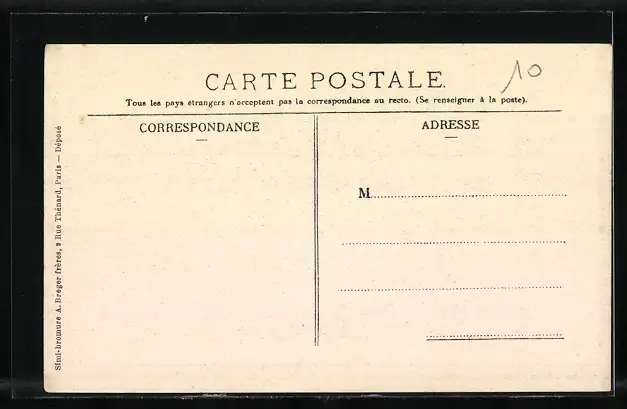 10
CARTE POSTALE.
Tous les pays étrangers n'acceptent pas la correspondance au recto. (Se renseigner à la poste).
CORRESPONDANCE
ADRESSE
M
Simi-bromure A. Breger frères, 9 Rue Thénard, Paris — Déposé